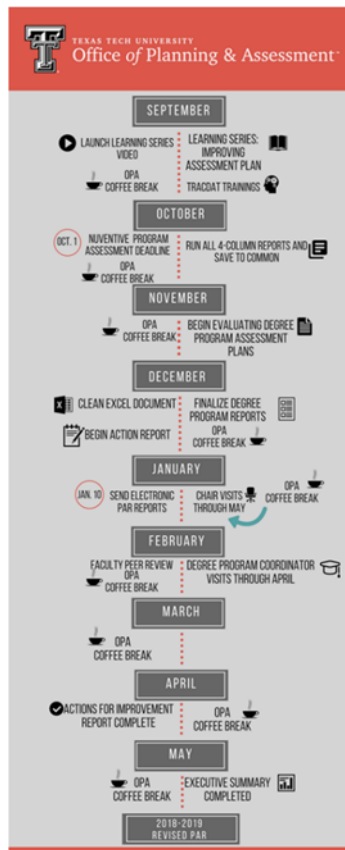 TEXAS TECH UNIVERSITY
Office of Planning & Assessment™
SEPTEMBER
LAUNCH LEARNING SERIES
VIDEO
OPA
COFFEE BREAK
LEARNING SERIES:
IMPROVING
ASSESSMENT PLAN
TRACDAT TRAININGS
OCTOBER
OCT. 1
NUVENTIVE PROGRAM
ASSESSMENT DEADLINE
OPA
COFFEE BREAK
RUN ALL 4-COLUMN REPORTS AND
SAVE TO COMMON
NOVEMBER
OPA
COFFEE BREAK
BEGIN EVALUATING DEGREE
PROGRAM ASSESSMENT
PLANS
DECEMBER
CLEAN EXCEL DOCUMENT
BEGIN ACTION REPORT
FINALIZE DEGREE
PROGRAM REPORTS
OPA
COFFEE BREAK
JANUARY
JAN. 10
SEND ELECTRONIC
PAR REPORTS
CHAIR VISITS
THROUGH MAY
OPA
COFFEE BREAK
FEBRUARY
FACULTY PEER REVIEW
OPA
COFFEE BREAK
DEGREE PROGRAM COORDINATOR
VISITS THROUGH APRIL
MARCH
OPA
COFFEE BREAK
APRIL
ACTIONS FOR IMPROVEMENT
REPORT COMPLETE
OPA
COFFEE BREAK
MAY
OPA
COFFEE BREAK
EXECUTIVE SUMMARY
COMPLETED
2018-2019
REVISED PAR